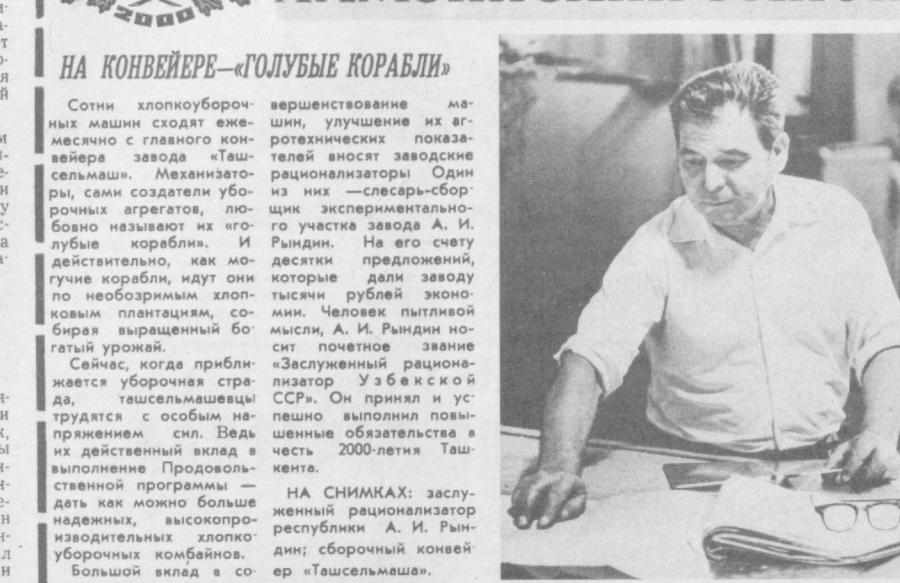 2000
НА КОНВЕЙЕРЕ—«ГОЛУБЫЕ КОРАБЛИ»
Сотни хлопкоубороч-
ных машин сходят еже-
месячно с главного кон-
вейера завода «Таш-
сельмаш». Механизато-
ры, сами создатели убо-
рочных агрегатов, лю-
бовно называют их «го-
лубые корабли». И
действительно, как мо-
гучие корабли, идут они
по необозримым хлоп-
ковым плантациям, со-
бирая выращенный бо-
гатый урожай.
Сейчас, когда прибли-
жается уборочная стра-
да, ташсельмашевцы
трудятся с особым на-
пряжением сил. Ведь
их действенный вклад в
выполнение Продоволь-
ственной программы —
дать как можно больше
надежных, высокопро-
изводительных хлопко-
уборочных комбайнов.
Большой вклад в со-
вершенствование ма-
шин, улучшение их аг-
ротехнических показа-
телей вносят заводские
рационализаторы Один
из них —слесарь-сбор-
щик экспериментально-
го участка завода А. И.
Рындин. На его счету
десятки предложений,
которые дали заводу
тысячи рублей эконо-
мии. Человек пытливой
мысли, А. И. Рындин но-
сит почетное звание
«Заслуженный рациона-
лизатор Узбекской
ССР». Он принял и ус-
пешно выполнил повы-
шенные обязательства в
честь 2000-летия Таш-
кента.
НА СНИМКАХ: заслу-
женный рационализатор
республики А. И. Рын-
дин; сборочный конвей-
ер «Ташсельмаша».